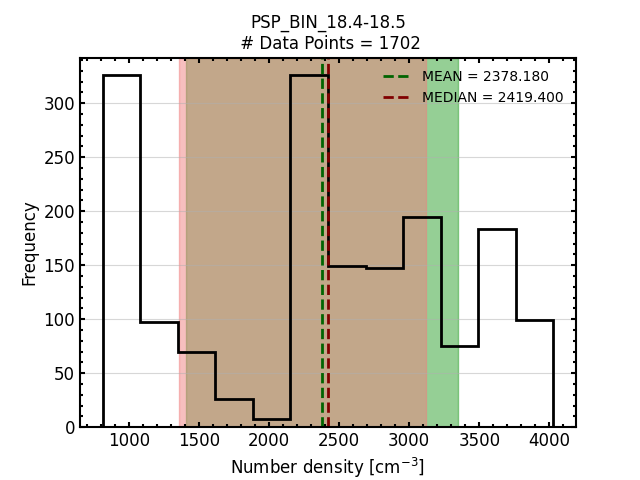 PSP_BIN_18.4-18.5
# Data Points = 1702
MEAN = 2378.180
MEDIAN = 2419.400
300
250
200
150
100
50
0
Frequency
1000 1500 2000 2500 3000 3500 4000
Number density [cm⁻³]